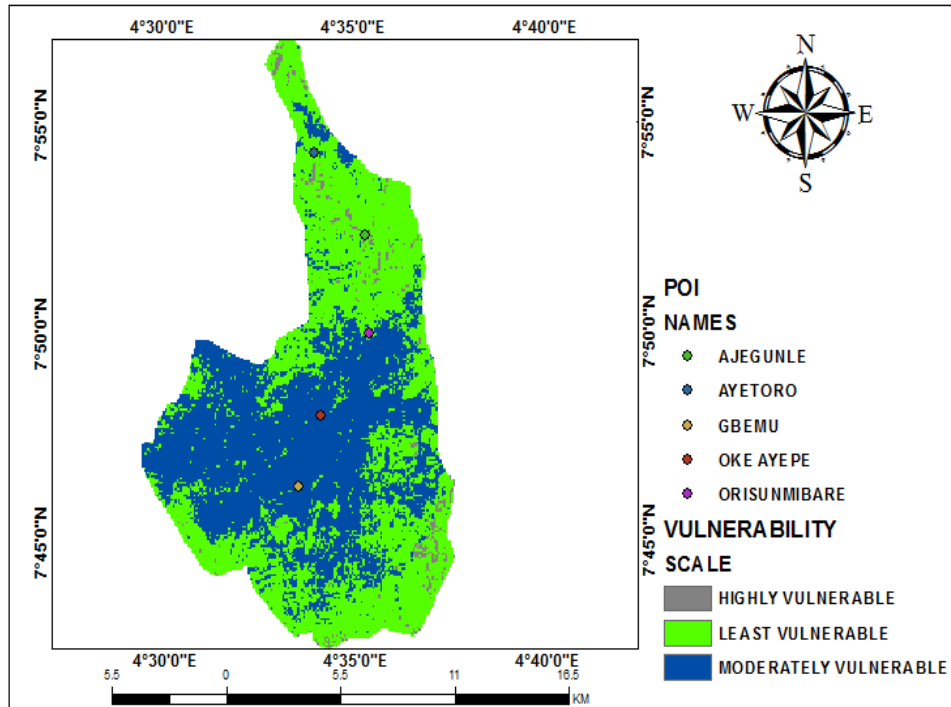 4°30'0"E 4°35'0"E 4°40'0"E
N
W E
S
7°55'0"N 7°55'0"N
7°50'0"N 7°50'0"N
7°45'0"N 7°45'0"N
POI
NAMES
AJEGUNLE
AYETORO
GBEMU
OKE AYEPE
ORISUNMIBARE
VULNERABILITY
SCALE
HIGHLY VULNERABLE
LEAST VULNERABLE
MODERATELY VULNERABLE
4°30'0"E 4°35'0"E 4°40'0"E
5.5 0 5.5 11 16.5
KM